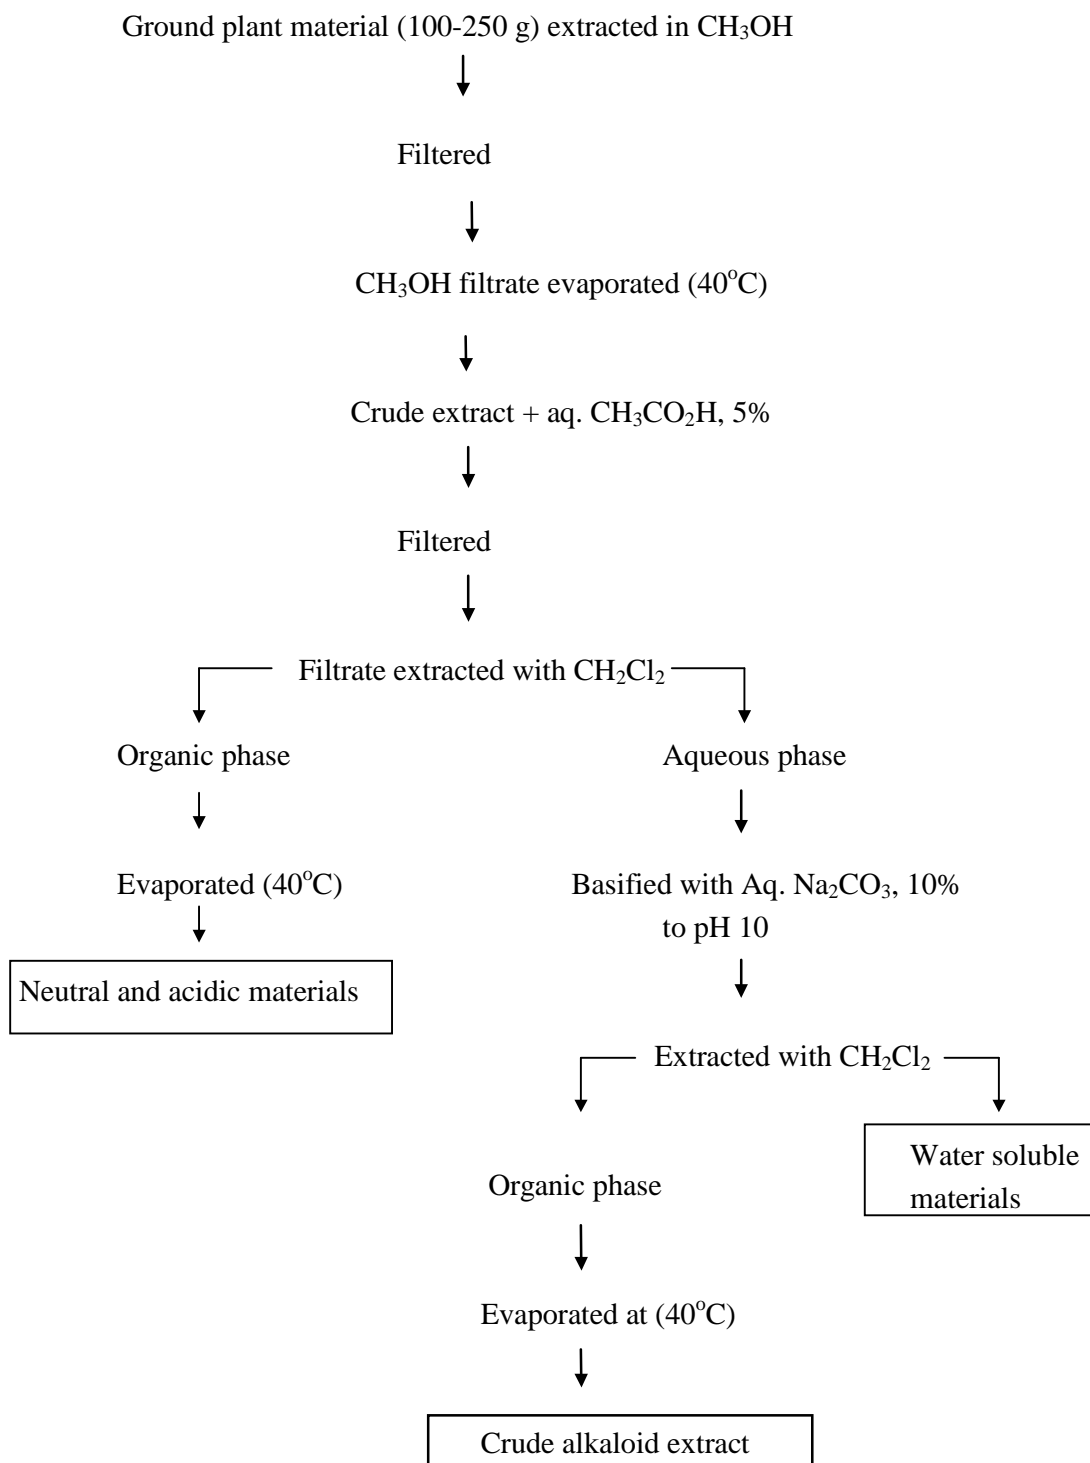 Ground plant material (100-250 g) extracted in CH₃OH
Filtered
CH₃OH filtrate evaporated (40°C)
Crude extract + aq. CH₃CO₂H, 5%
Filtered
Filtrate extracted with CH₂Cl₂
Organic phase
Aqueous phase
Evaporated (40°C)
Basified with Aq. Na₂CO₃, 10%
to pH 10
Neutral and acidic materials
Extracted with CH₂Cl₂
Water soluble
materials
Organic phase
Evaporated at (40°C)
Crude alkaloid extract